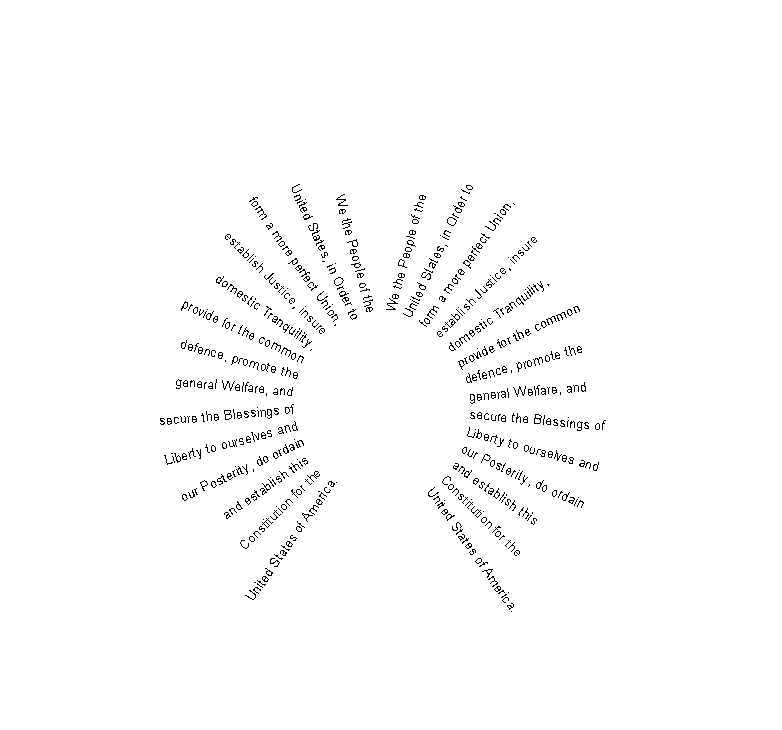 We the People of the
United States, in Order to
form a more perfect Union,
establish Justice, insure
domestic Tranquility,
provide for the common
defence, promote the
general Welfare, and
secure the Blessings of
Liberty to ourselves and
our Posterity, do ordain
and establish this
Constitution for the
United States of America.
We the People of the
United States, in Order to
form a more perfect Union,
establish Justice, insure
domestic Tranquility,
provide for the common
defence, promote the
general Welfare, and
secure the Blessings of
Liberty to ourselves and
our Posterity, do ordain
and establish this
Constitution for the
United States of America.